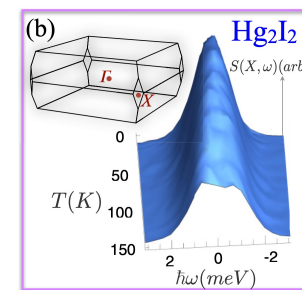 (b)
Hg₂I₂
Γ
X
S(X, ω)(arb
0
50
100
150
T(K)
2
0
-2
ħω(meV)